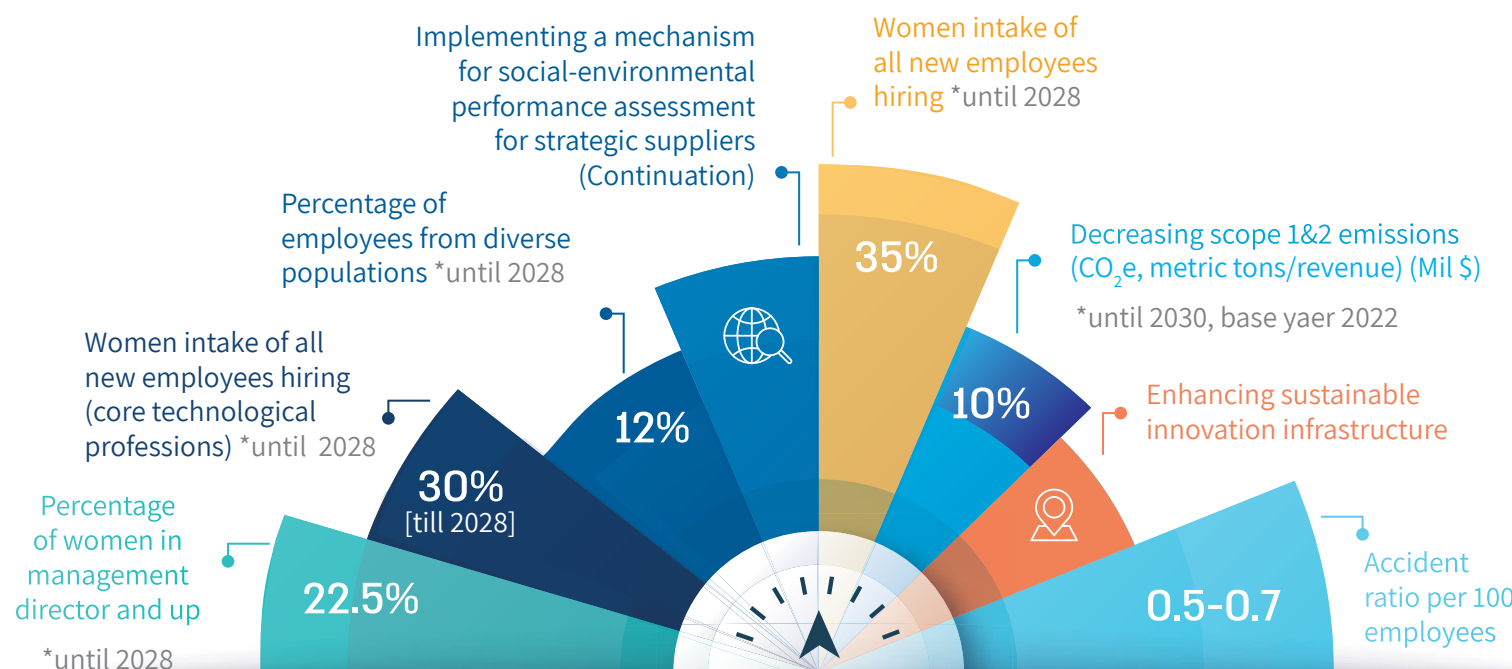 Implementing a mechanism
for social-environmental
performance assessment
for strategic suppliers
(Continuation)
Women intake of
all new employees
hiring *until 2028
Percentage of
employees from diverse
populations *until 2028
Decreasing scope 1&2 emissions
(CO2e, metric tons/revenue) (Mil $)
*until 2030, base yaer 2022
Women intake of all
new employees hiring
(core technological
professions) *until 2028
Enhancing sustainable
innovation infrastructure
Percentage
of women in
management
director and up
*until 2028
Accident
ratio per 100
employees
22.5%
30%
[till 2028]
12%
35%
10%
0.5-0.7